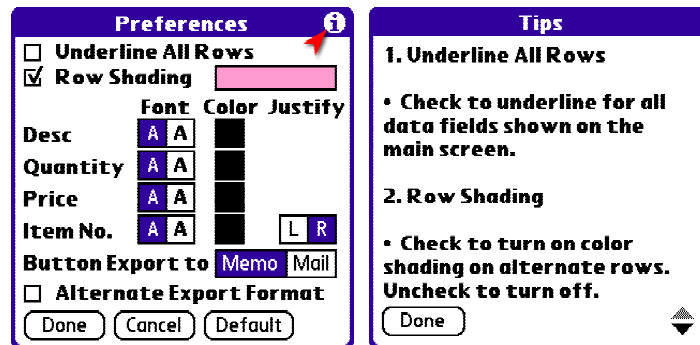 Preferences
i
Underline All Rows
Row Shading
Font Color Justify
Desc A A
Quantity A A
Price A A
Item No. A A L R
Button Export to Memo Mail
Alternate Export Format
Done Cancel Default
Tips
1. Underline All Rows
• Check to underline for all
data fields shown on the
main screen.
2. Row Shading
• Check to turn on color
shading on alternate rows.
Uncheck to turn off.
Done